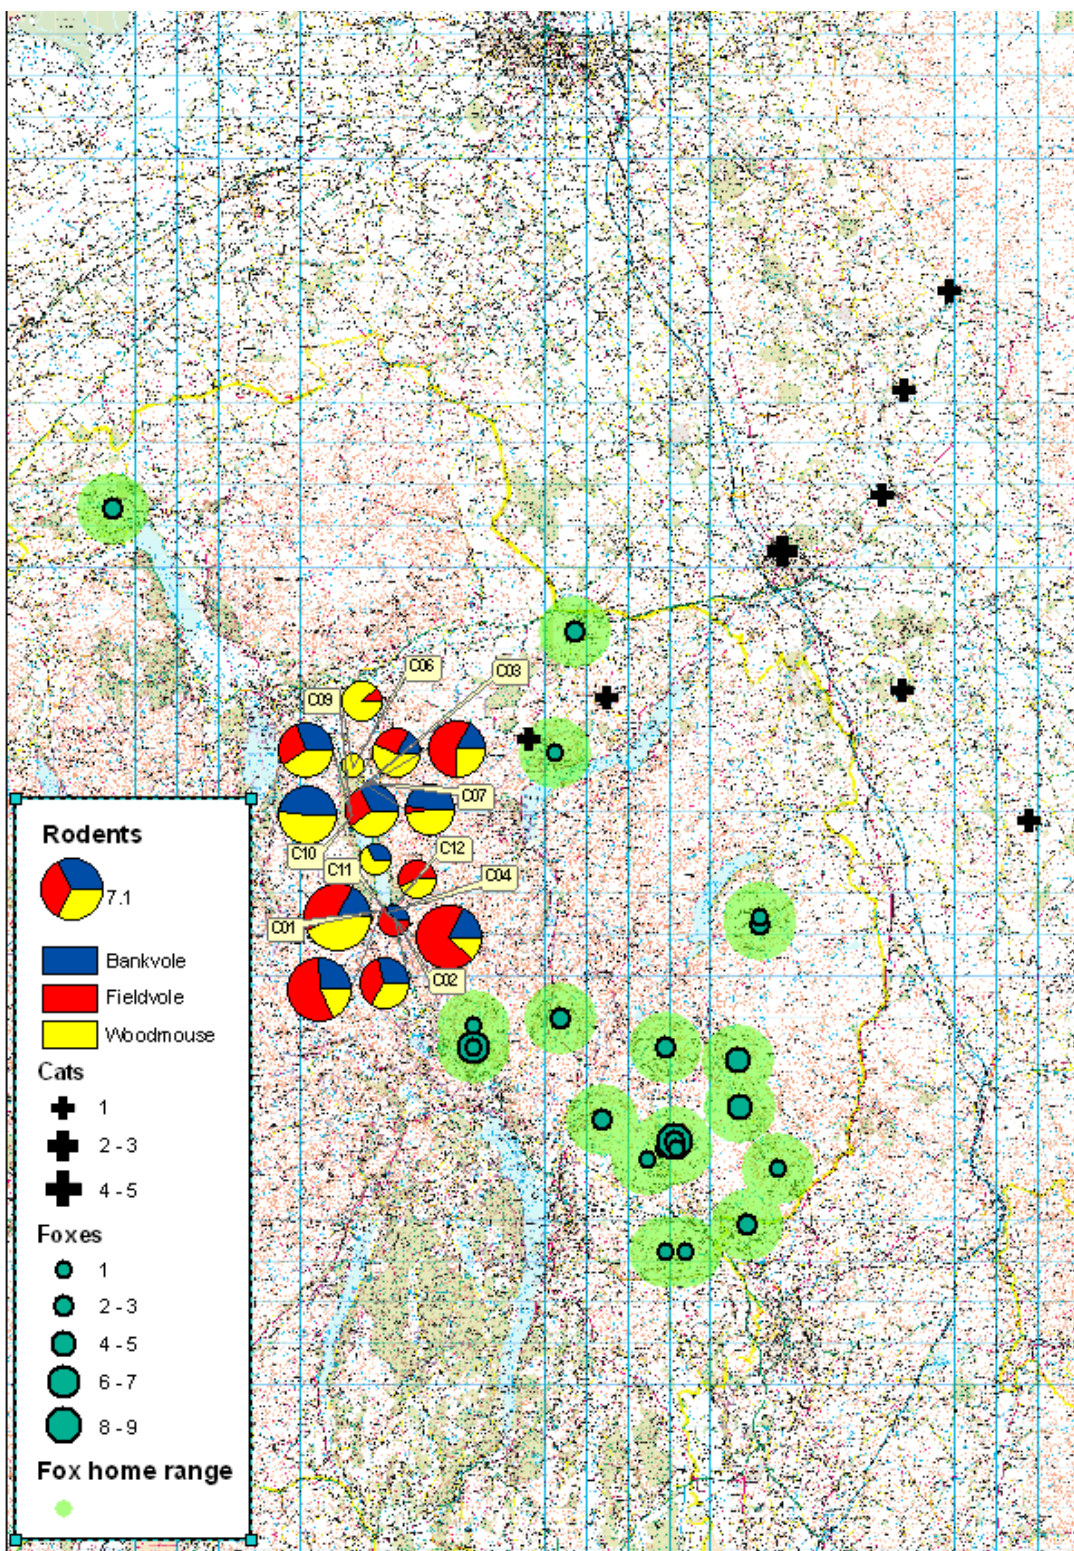 C06
C03
C09
C07
C10
C12
C11
C04
C01
C02
Rodents
7.1
Bankvole
Fieldvole
Woodmouse
Cats
1
2 - 3
4 - 5
Foxes
1
2 - 3
4 - 5
6 - 7
8 - 9
Fox home range